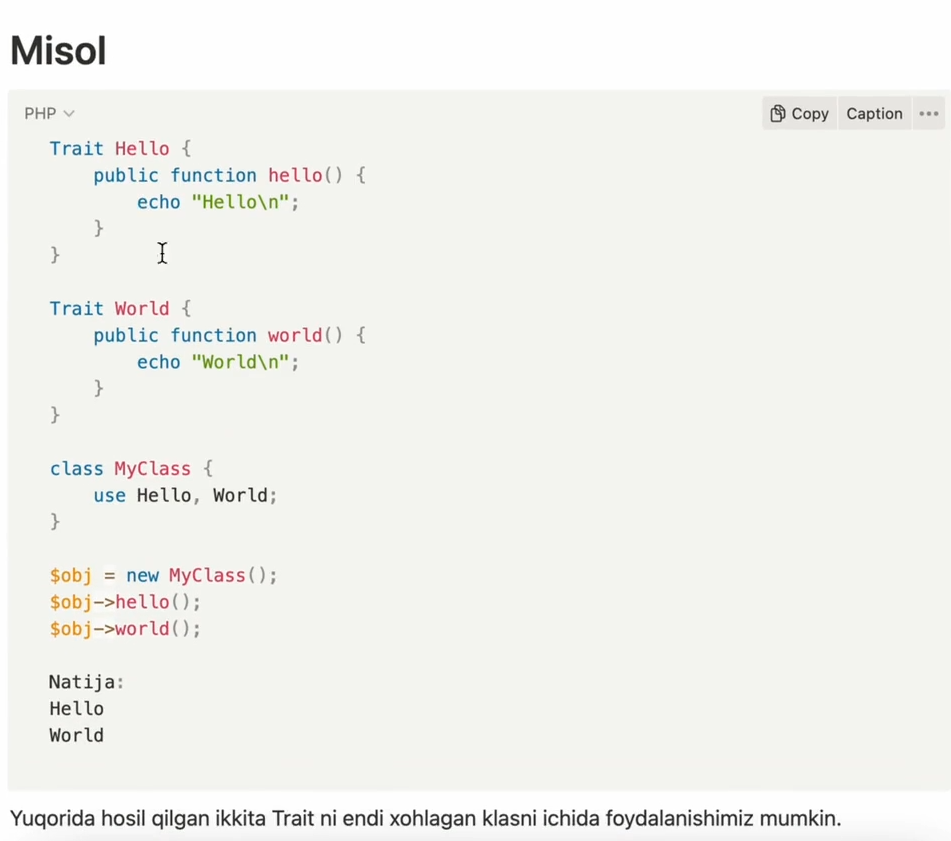 Misol
PHP
Copy Caption
Trait Hello {
    public function hello() {
        echo "Hello\n";
    }
}
Trait World {
    public function world() {
        echo "World\n";
    }
}
class MyClass {
    use Hello, World;
}
$obj = new MyClass();
$obj->hello();
$obj->world();
Natija:
Hello
World
Yuqorida hosil qilgan ikkita Trait ni endi xohlagan klasni ichida foydalanishimiz mumkin.